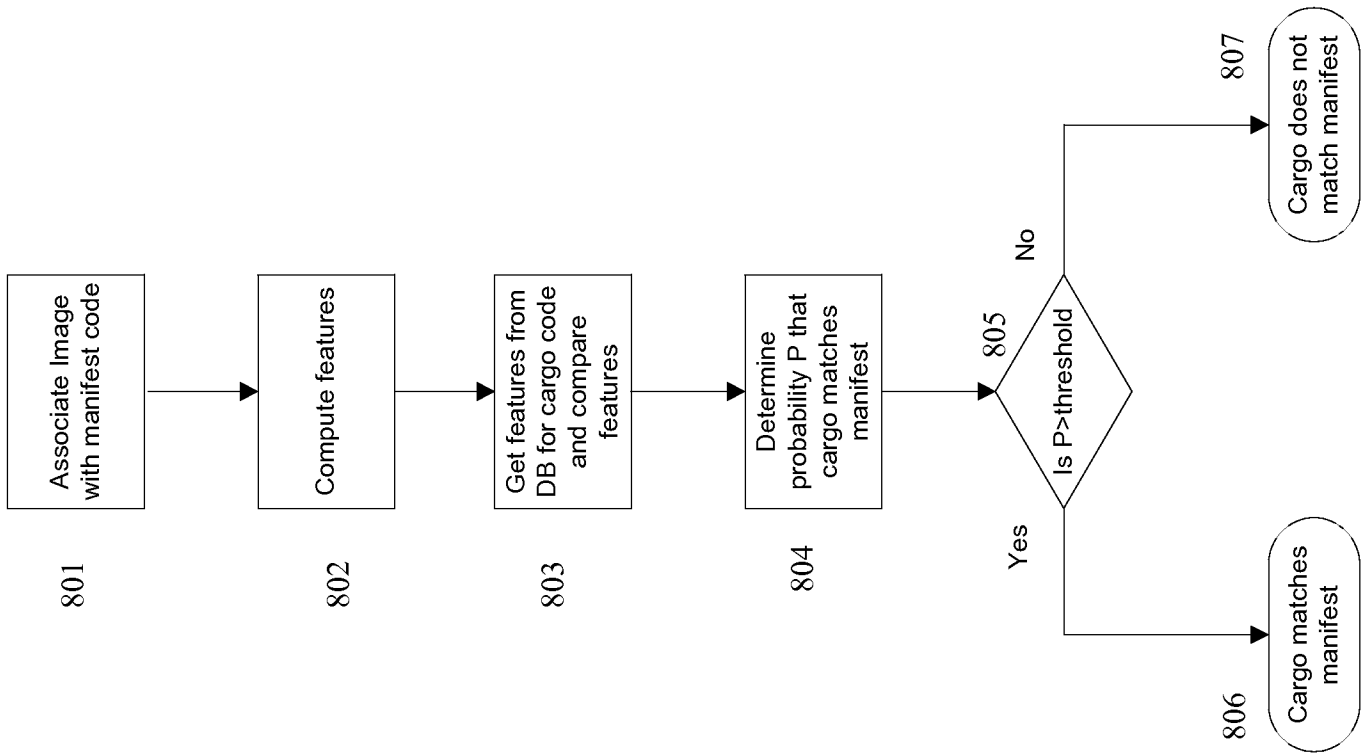 801
Associate Image
with manifest code
802
Compute features
803
Get features from
DB for cargo code
and compare
features
804
Determine
probability P that
cargo matches
manifest
805
Is P>threshold
Yes
No
806
Cargo matches
manifest
807
Cargo does not
match manifest